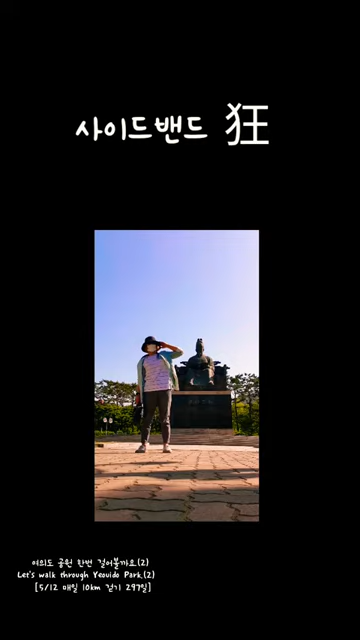 사이드밴드 狂
여의도 공원 한번 걸어볼까요.(2)
Let's walk through Yeouido Park.(2)
[5/12 매일 10km 걷기 297일]